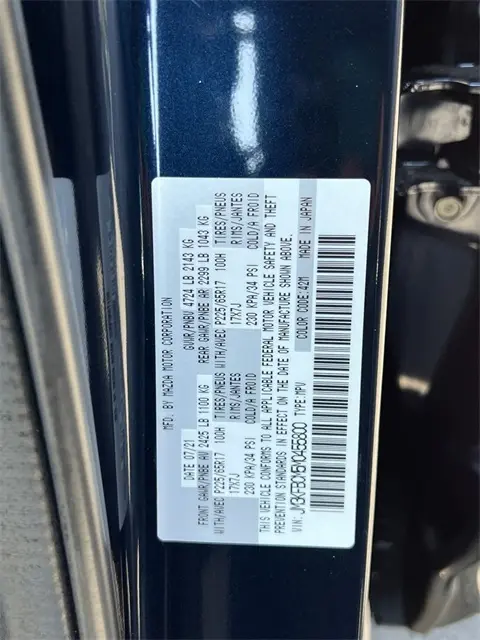 MFD. BY MAZDA MOTOR CORPORATION
DATE 07/21 GVWR/PNBV 4724 LB 2143 KG
FRONT GAWR/PNBE AV 2425 LB 1100 KG REAR GAWR/PNBE AR 2299 LB 1043 KG
TIRES/PNEUS WITH/AVEC P225/65R17 100H TIRES/PNEUS WITH/AVEC P225/65R17 100H
RIMS/JANTES 17X7J RIMS/JANTES 17X7J
COLD/A FROID 230 KPA/34 PSI COLD/A FROID 230 KPA/34 PSI
THIS VEHICLE CONFORMS TO ALL APPLICABLE FEDERAL MOTOR VEHICLE SAFETY AND THEFT
PREVENTION STANDARDS IN EFFECT ON THE DATE OF MANUFACTURE SHOWN ABOVE.
VIN: TYPE:MPV COLOR CODE:42M MADE IN JAPAN